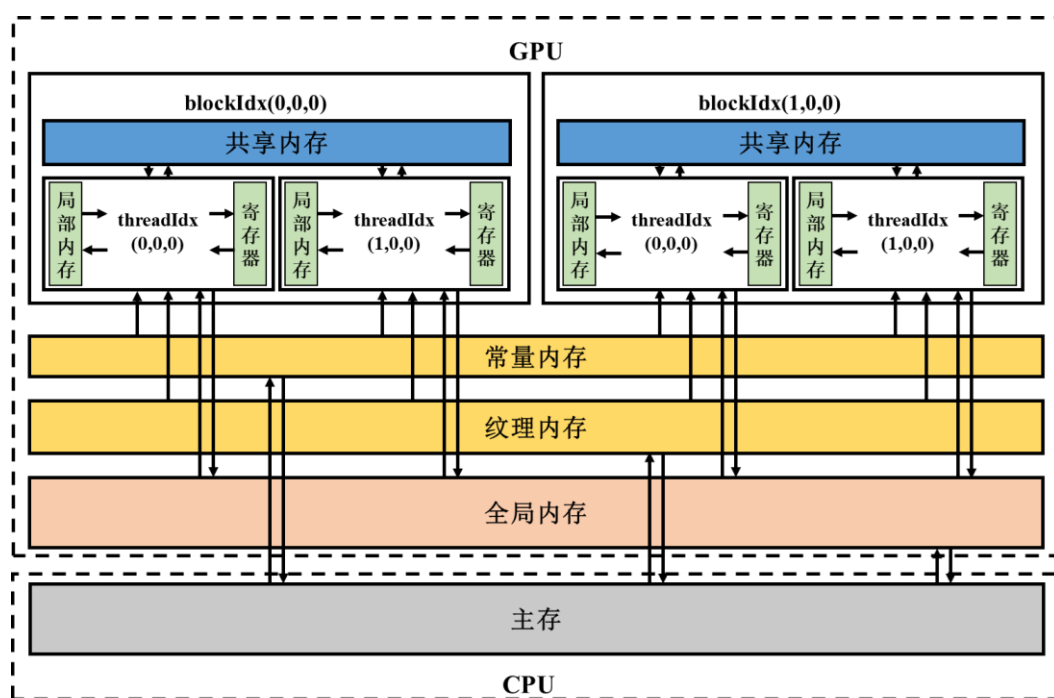 GPU
blockIdx(0,0,0)
共享内存
局部内存
threadIdx
(0,0,0)
寄存器
局部内存
threadIdx
(1,0,0)
寄存器
blockIdx(1,0,0)
共享内存
局部内存
threadIdx
(0,0,0)
寄存器
局部内存
threadIdx
(1,0,0)
寄存器
常量内存
纹理内存
全局内存
主存
CPU